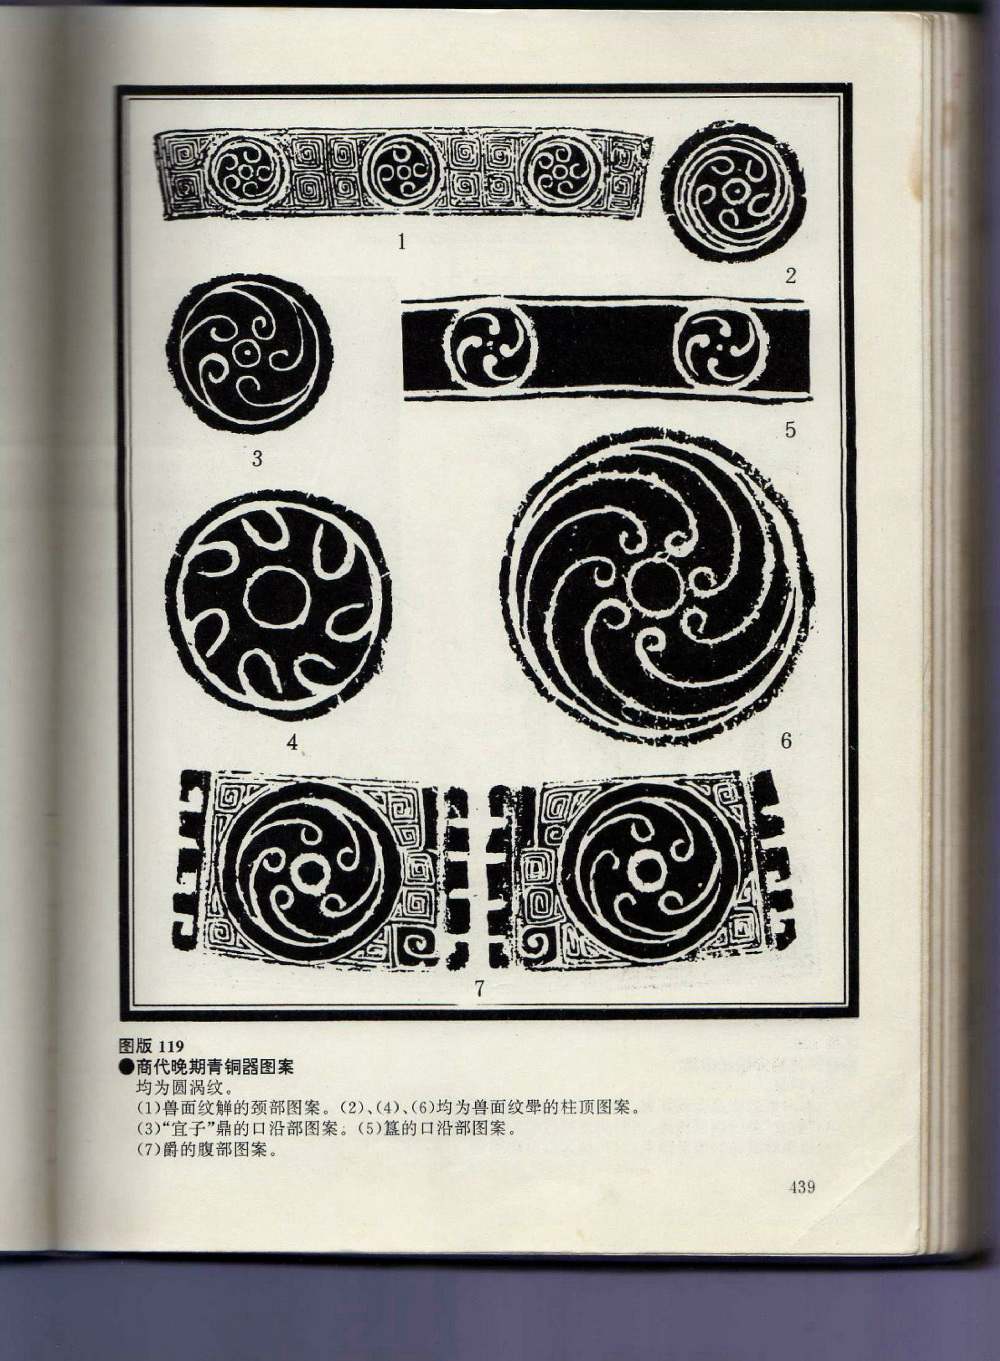 1
2
3
5
4
6
7
图版 119
●商代晚期青铜器图案
均为圆涡纹。
(1)兽面纹觯的颈部图案。(2)、(4)、(6)均为兽面纹斝的柱顶图案。
(3)“宜子”鼎的口沿部图案。(5)簋的口沿部图案。
(7)爵的腹部图案。
439